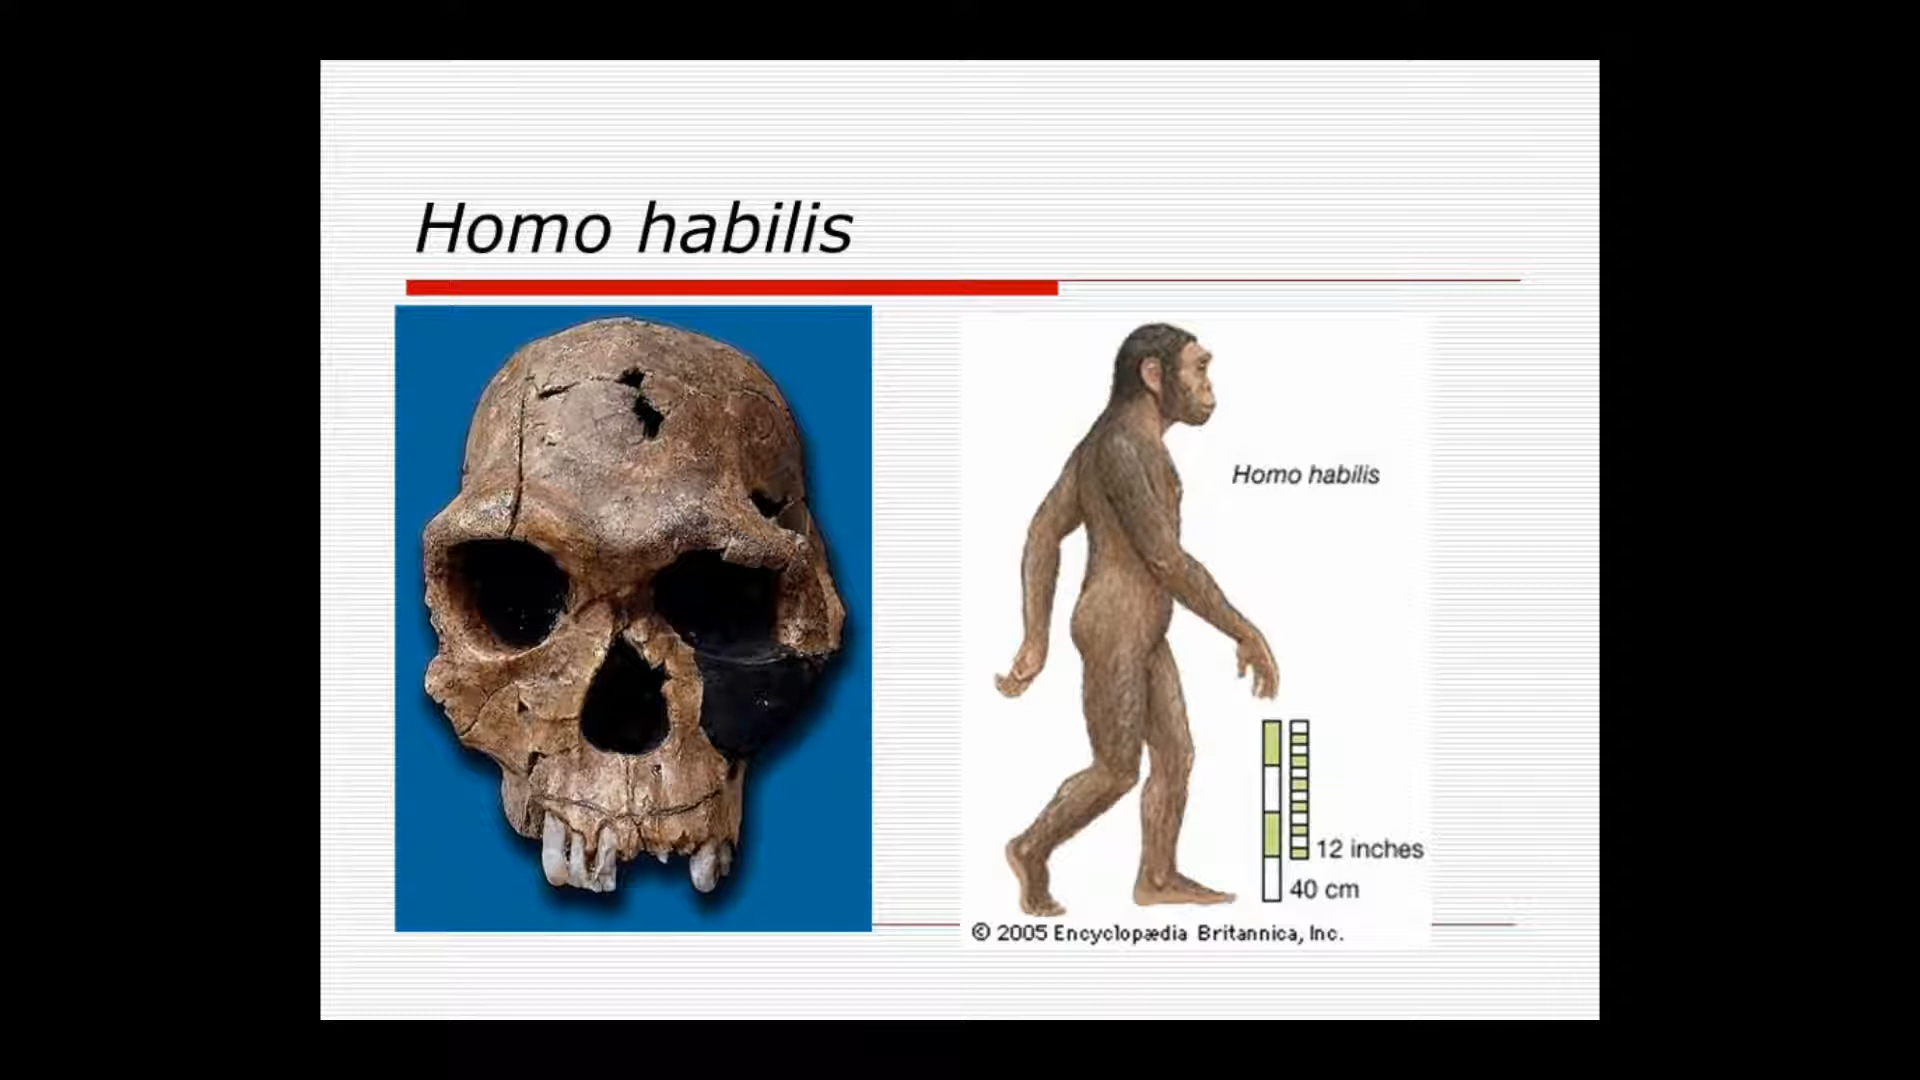 Homo habilis
Homo habilis
12 inches
40 cm
© 2005 Encyclopædia Britannica, Inc.